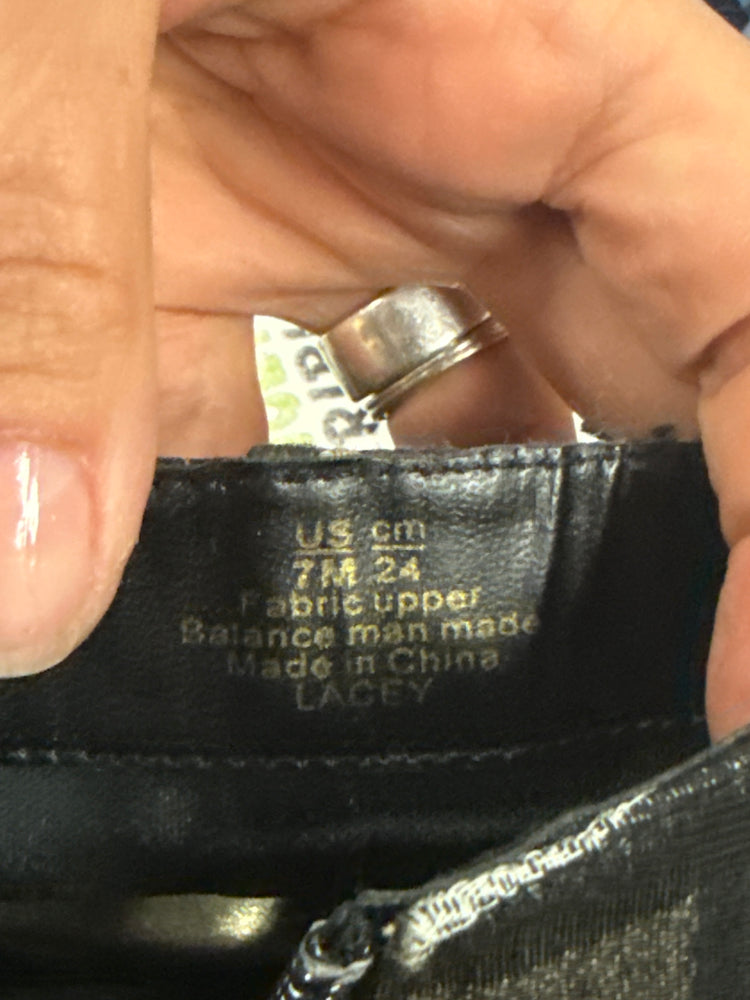 US cm
7M 24
Fabric upper
Balance man made
Made in China
LACEY